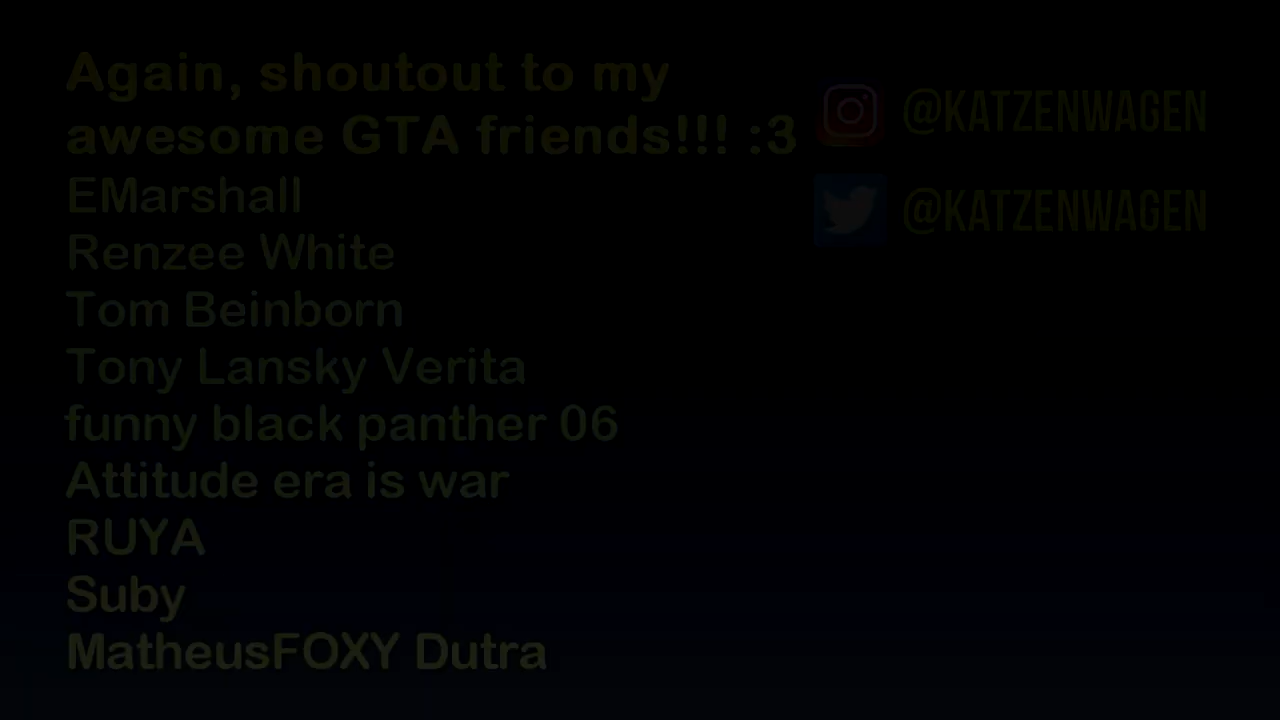 Again, shoutout to my
awesome GTA friends!!! :3
EMarshall
Renzee White
Tom Beinborn
Tony Lansky Verita
funny black panther 06
Attitude era is war
RUYA
Suby
MatheusFOXY Dutra
@KATZENWAGEN
@KATZENWAGEN